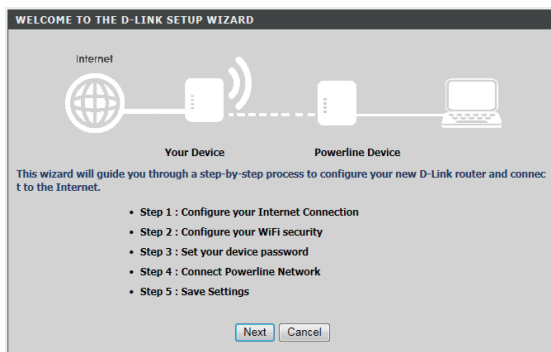 WELCOME TO THE D-LINK SETUP WIZARD
Internet
Your Device Powerline Device
This wizard will guide you through a step-by-step process to configure your new D-Link router and connec
t to the Internet.
• Step 1 : Configure your Internet Connection
• Step 2 : Configure your WiFi security
• Step 3 : Set your device password
• Step 4 : Connect Powerline Network
• Step 5 : Save Settings
Next Cancel